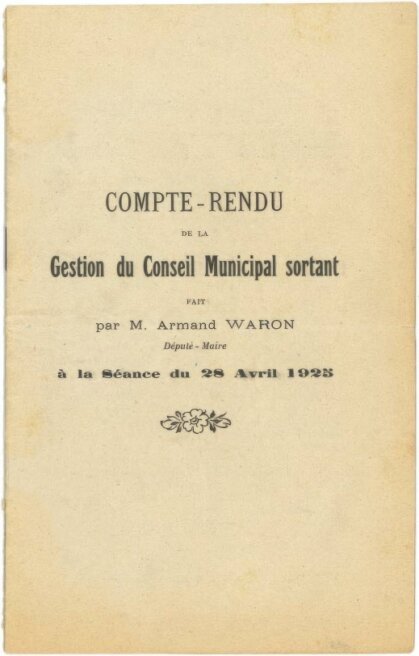 COMPTE-RENDU
DE LA
Gestion du Conseil Municipal sortant
FAIT
par M. Armand WARON
Député-Maire
à la Séance du 28 Avril 1925